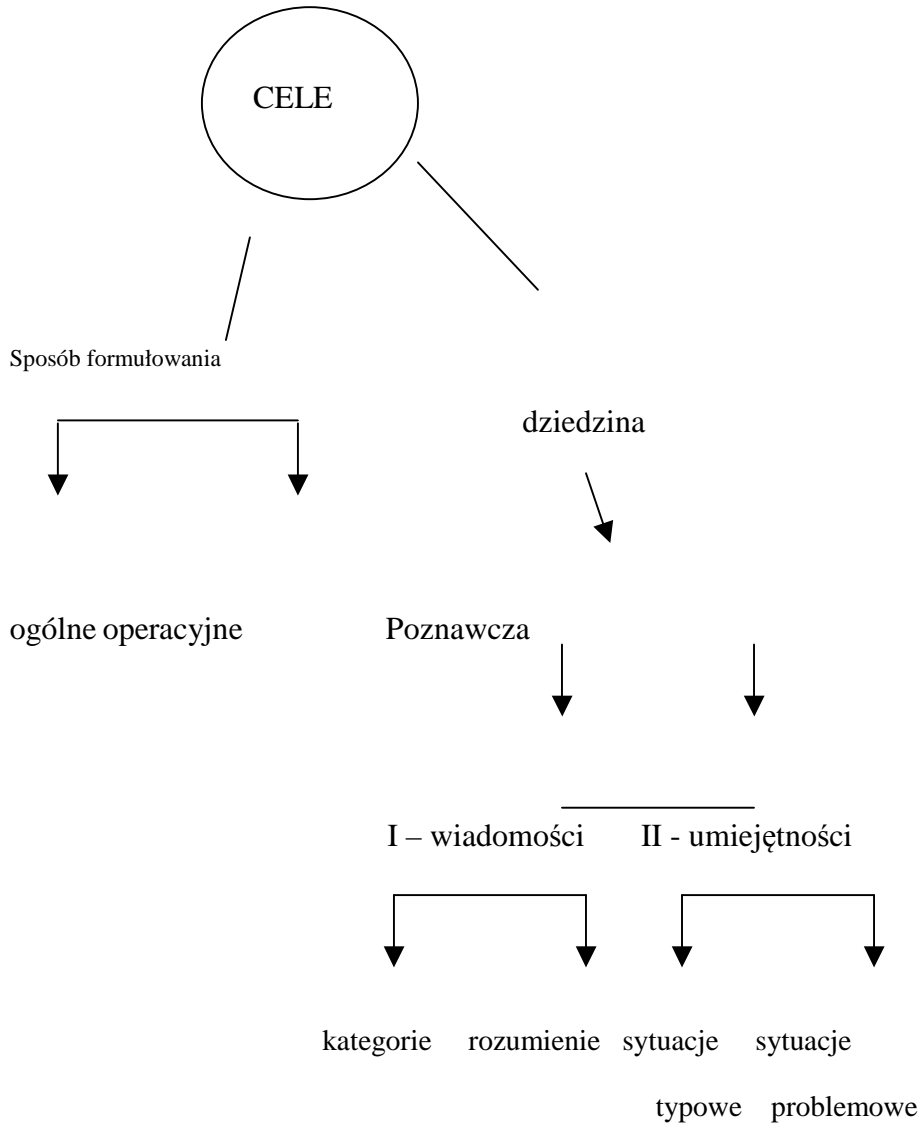 CELE
Sposób formułowania
dziedzina
ogólne operacyjne Poznawcza
I – wiadomości II - umiejętności
kategorie rozumienie sytuacje sytuacje
typowe problemowe